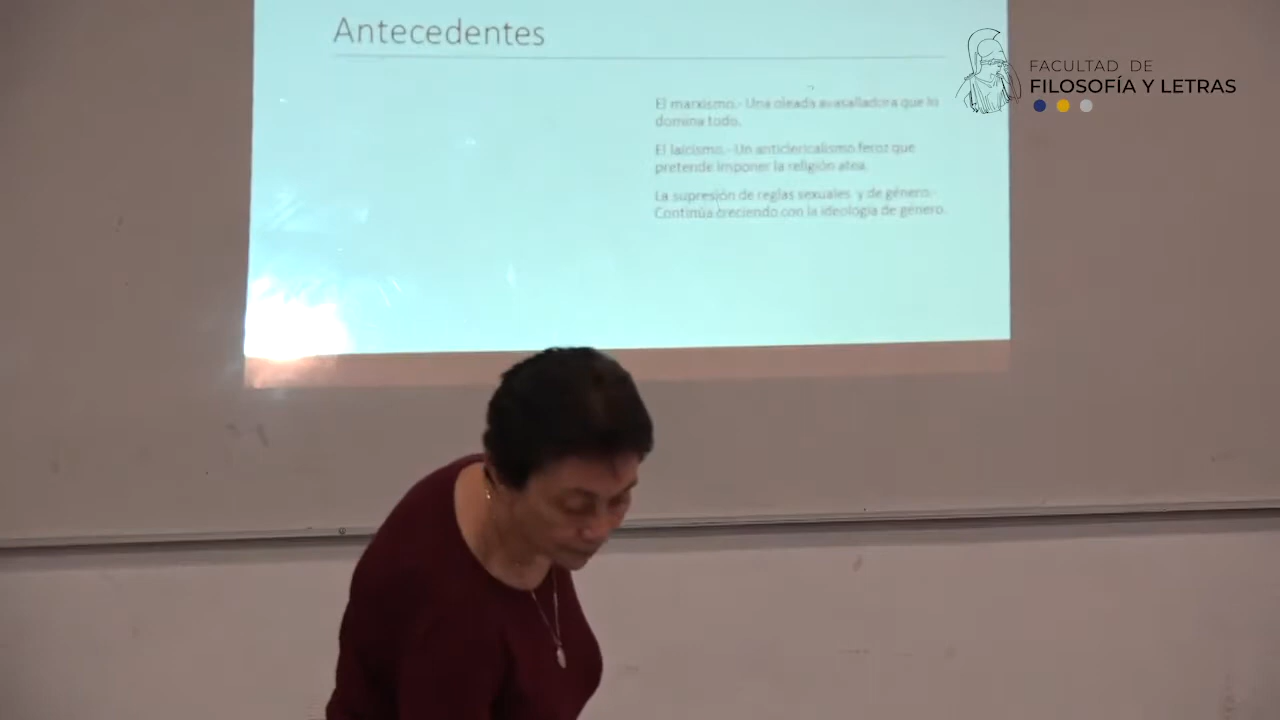 Antecedentes
El marxismo.- Una oleada avasalladora que lo
domina todo.
El laicismo.- Un anticlericalismo feroz que
pretende imponer la religión atea.
La supresión de reglas sexuales y de género.-
Continúa creciendo con la ideología de género.
FACULTAD DE
FILOSOFÍA Y LETRAS